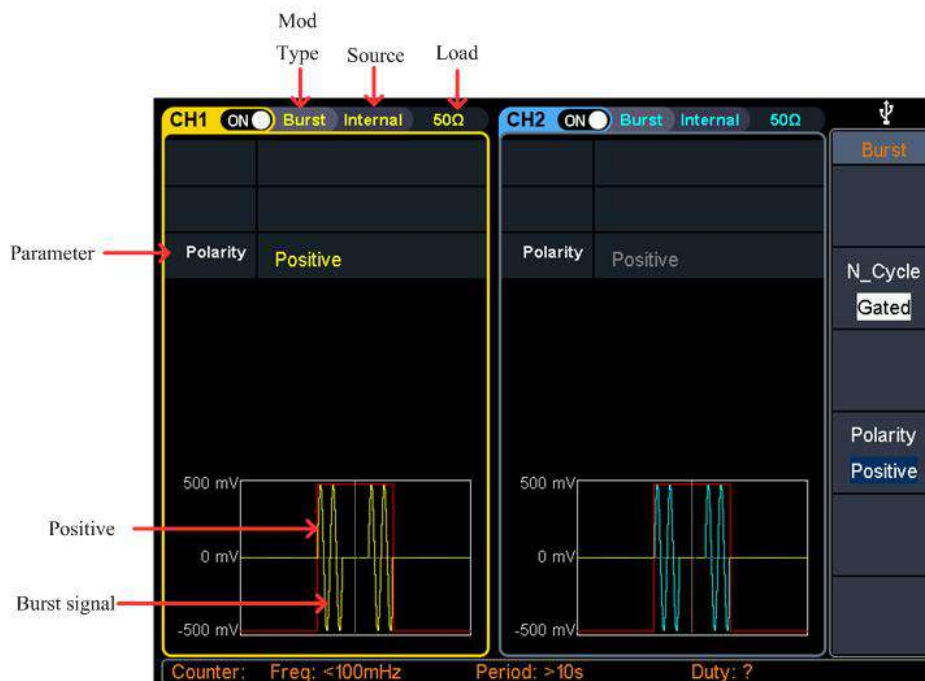 Mod
Type
Source
Load
CH1 ON Burst Internal 50Ω
CH2 ON Burst Internal 50Ω
Burst
Parameter
Polarity Positive
Polarity Positive
N_Cycle
Gated
Polarity
Positive
500 mV
0 mV
-500 mV
500 mV
0 mV
-500 mV
Positive
Burst signal
Counter: Freq: <100mHz Period: >10s Duty: ?